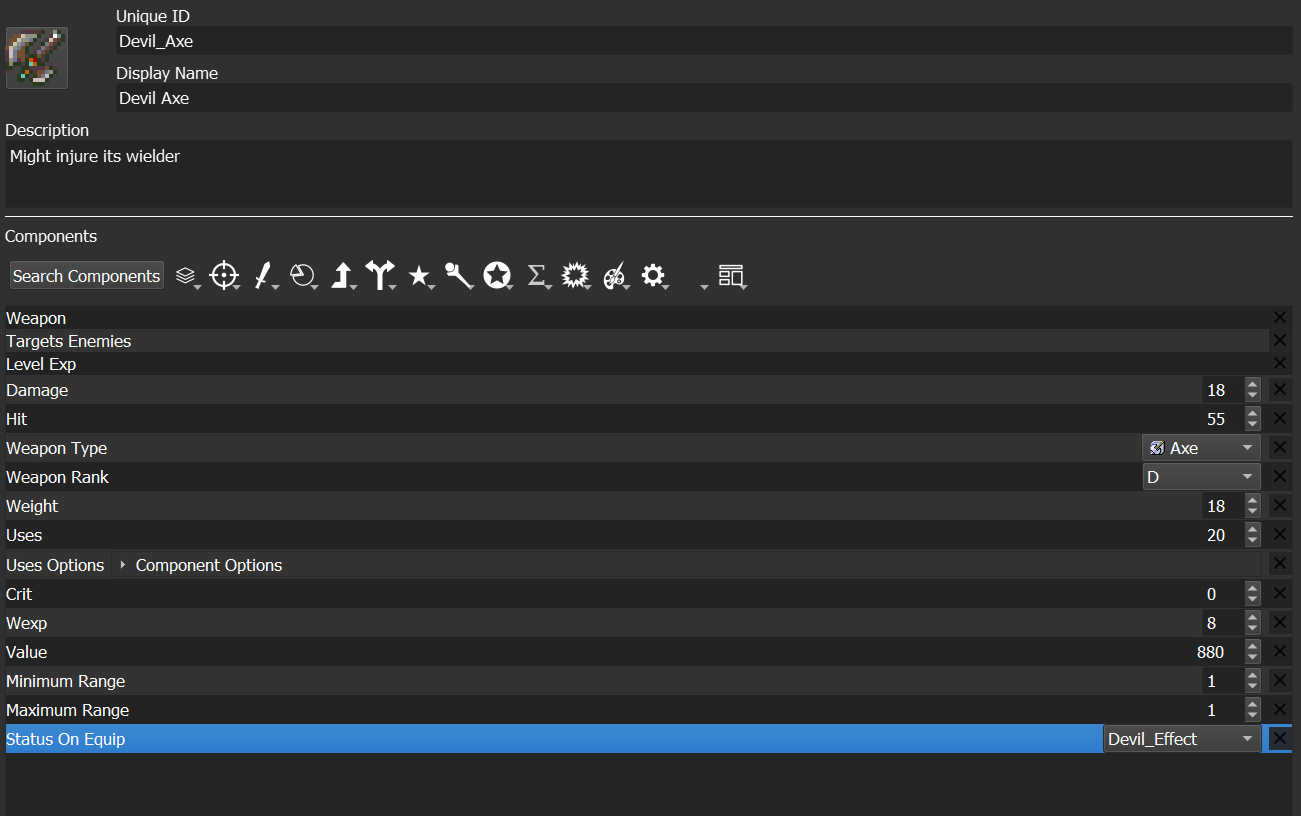 Unique ID
Devil_Axe
Display Name
Devil Axe
Description
Might injure its wielder
Components
Search Components
Weapon
Targets Enemies
Level Exp
Damage 18
Hit 55
Weapon Type Axe
Weapon Rank D
Weight 18
Uses 20
Uses Options Component Options
Crit 0
Wexp 8
Value 880
Minimum Range 1
Maximum Range 1
Status On Equip Devil_Effect